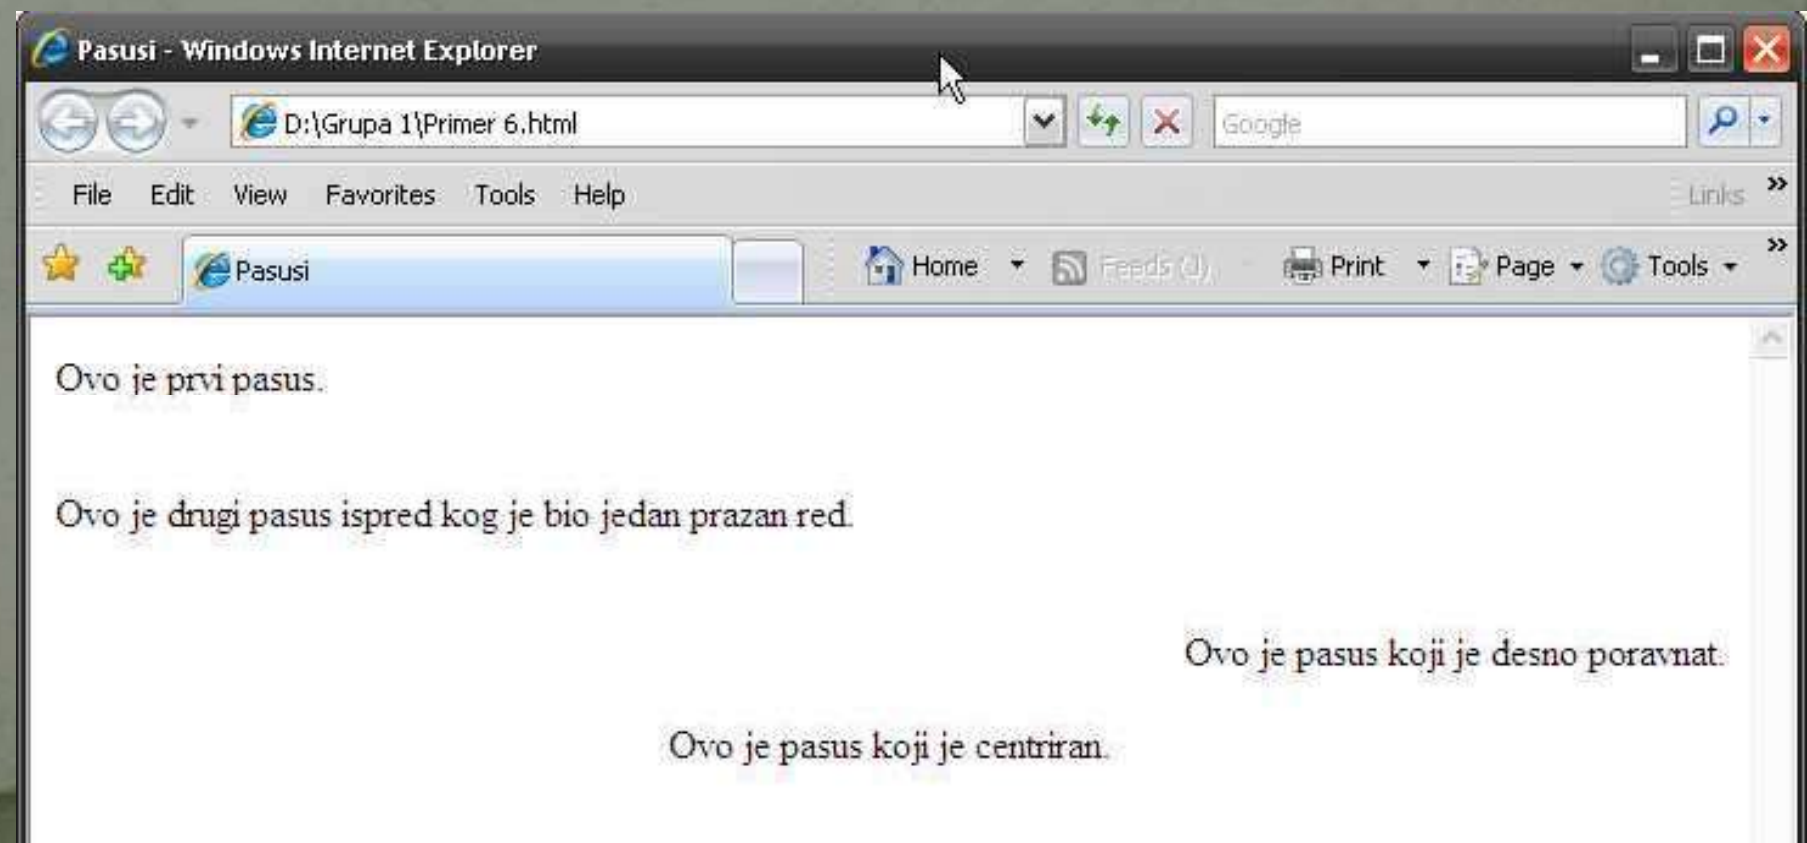 Pasusi - Windows Internet Explorer
D:\Grupa 1\Primer 6.html
Google
File Edit View Favorites Tools Help
Links »
Pasusi
Home Feeds (J) Print Page Tools »
Ovo je prvi pasus.
Ovo je drugi pasus ispred kog je bio jedan prazan red.
Ovo je pasus koji je desno poravnat.
Ovo je pasus koji je centriran.